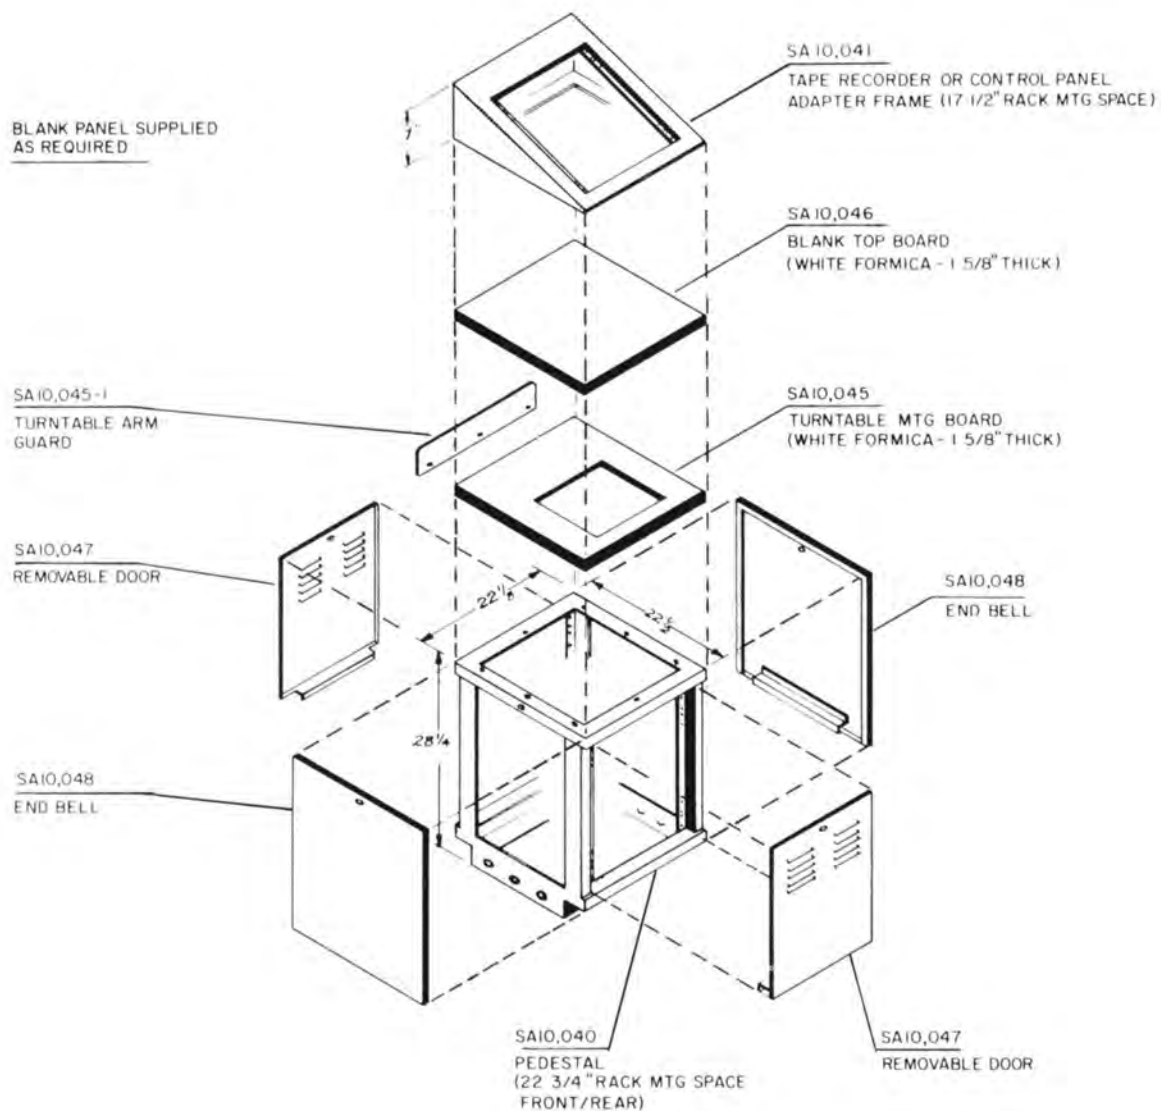 SA10,041
TAPE RECORDER OR CONTROL PANEL
ADAPTER FRAME (17 1/2" RACK MTG SPACE)
BLANK PANEL SUPPLIED
AS REQUIRED
7"
SA10,046
BLANK TOP BOARD
(WHITE FORMICA - 1 5/8" THICK)
SA10,045-1
TURNTABLE ARM
GUARD
SA10,045
TURNTABLE MTG BOARD
(WHITE FORMICA - 1 5/8" THICK)
SA10,047
REMOVABLE DOOR
SA10,048
END BELL
22 1/8
28 1/4
SA10,048
END BELL
SA10,040
PEDESTAL
(22 3/4" RACK MTG SPACE
FRONT/REAR)
SA10,047
REMOVABLE DOOR